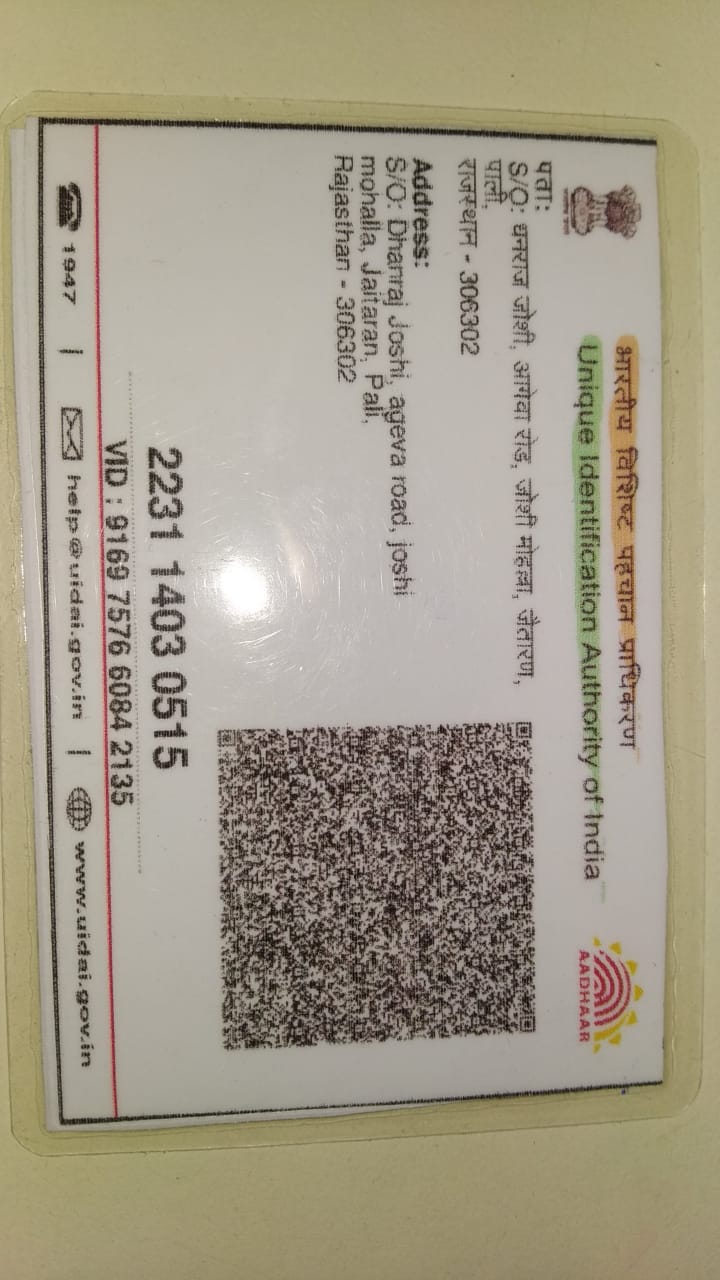 भारतीय विशिष्ट पहचान प्राधिकरण
Unique Identification Authority of India
AADHAAR
पता:
S/O: धनराज जोशी, आगेवा रोड, जोशी मोहला, जैतारण,
पाली,
राजस्थान - 306302
Address:
S/O: Dhanraj Joshi, ageva road, joshi
mohalla, Jaitaran, Pali,
Rajasthan - 306302
2231 1403 0515
VID : 9169 7576 6084 2135
1947 | help@uidai.gov.in | www.uidai.gov.in